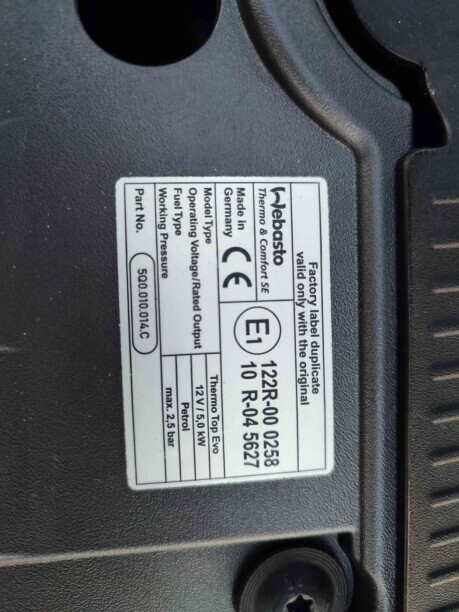 Webasto
Thermo & Comfort SE
Factory label duplicate
valid only with the original
Made in
Germany
CE
E1
122R-00 0258
10 R-04 5627
Model Type
Thermo Top Evo
Operating Voltage/Rated Output
12 V / 5,0 kW
Fuel Type
Petrol
Working Pressure
max. 2,5 bar
Part No.
5Q0.010.014.C